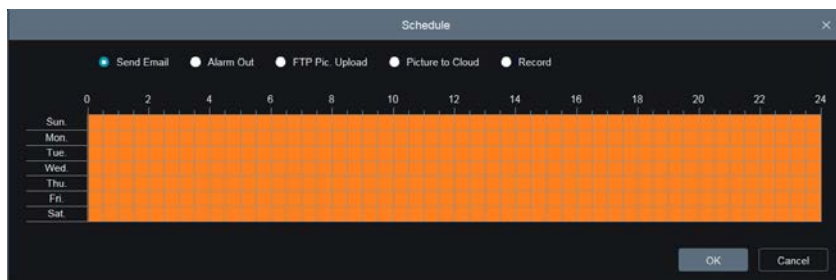 Schedule
Send Email Alarm Out FTP Pic. Upload Picture to Cloud Record
0 2 4 6 8 10 12 14 16 18 20 22 24
Sun.
Mon.
Tue.
Wed.
Thu.
Fri.
Sat.
OK Cancel